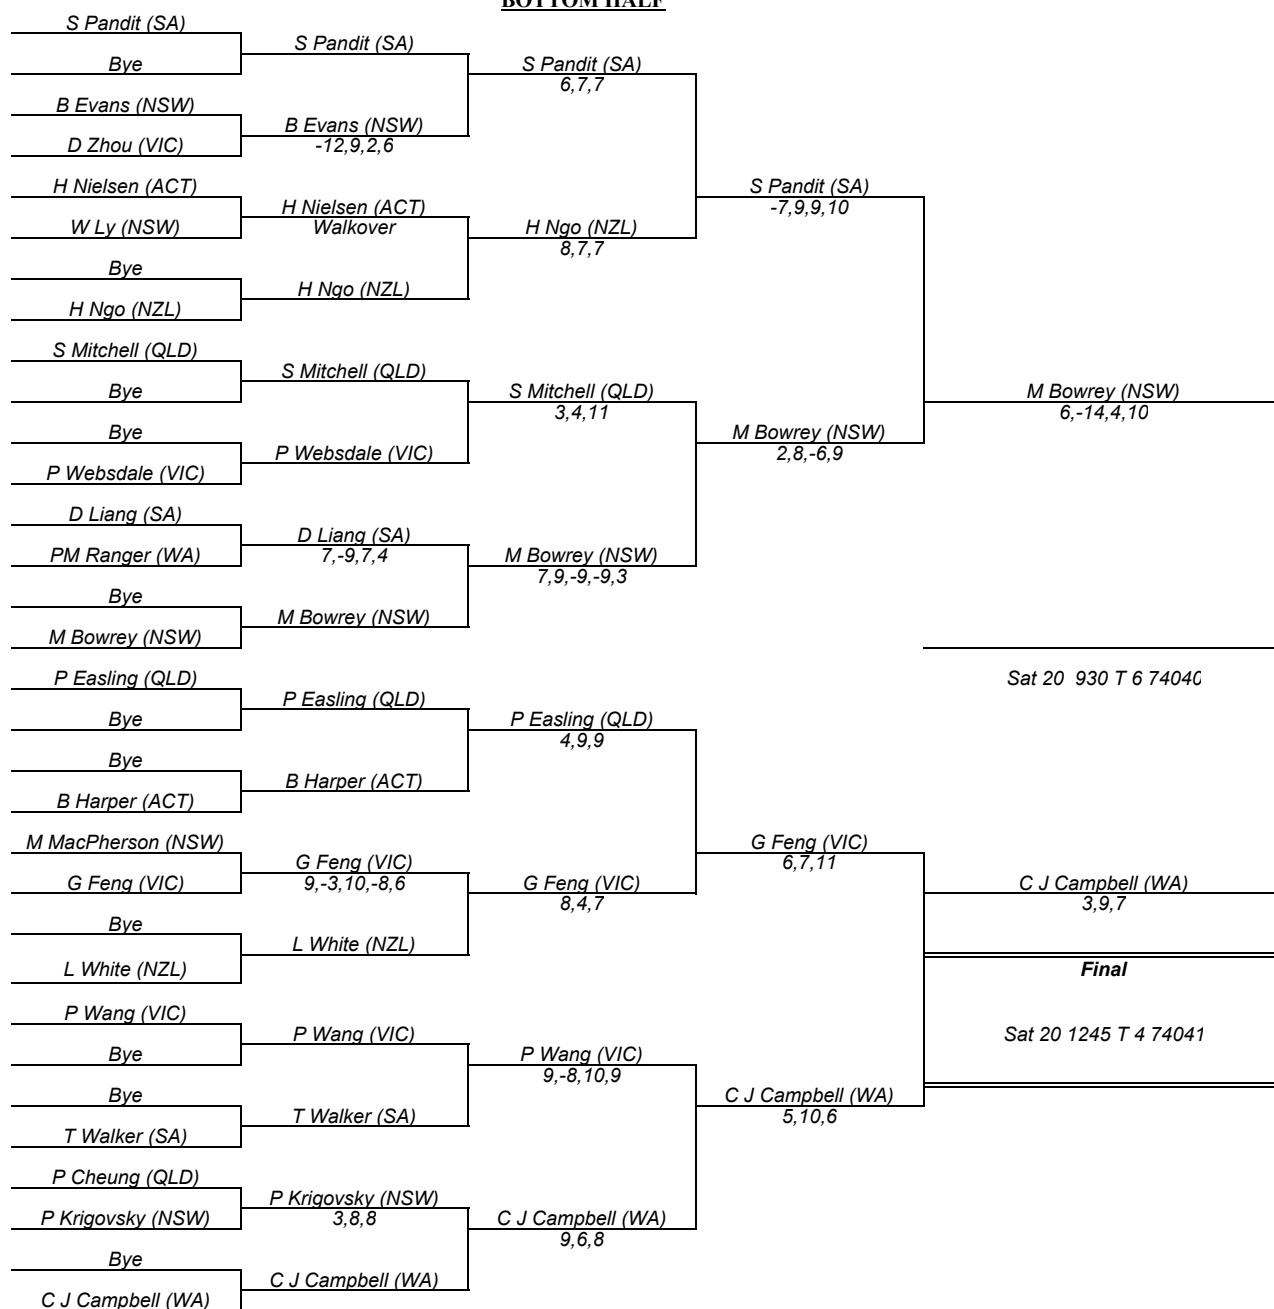 BOTTOM HALF
S Pandit (SA)
Bye
B Evans (NSW)
D Zhou (VIC)
H Nielsen (ACT)
W Ly (NSW)
Bye
H Ngo (NZL)
S Mitchell (QLD)
Bye
Bye
P Websdale (VIC)
D Liang (SA)
PM Ranger (WA)
Bye
M Bowrey (NSW)
P Easling (QLD)
Bye
Bye
B Harper (ACT)
M MacPherson (NSW)
G Feng (VIC)
Bye
L White (NZL)
P Wang (VIC)
Bye
Bye
T Walker (SA)
P Cheung (QLD)
P Krigovsky (NSW)
Bye
C J Campbell (WA)
S Pandit (SA)
B Evans (NSW)
-12,9,2,6
H Nielsen (ACT)
Walkover
H Ngo (NZL)
S Mitchell (QLD)
P Websdale (VIC)
D Liang (SA)
7,-9,7,4
M Bowrey (NSW)
P Easling (QLD)
B Harper (ACT)
G Feng (VIC)
9,-3,10,-8,6
L White (NZL)
P Wang (VIC)
T Walker (SA)
P Krigovsky (NSW)
3,8,8
C J Campbell (WA)
S Pandit (SA)
6,7,7
H Ngo (NZL)
8,7,7
S Mitchell (QLD)
3,4,11
M Bowrey (NSW)
7,9,-9,-9,3
P Easling (QLD)
4,9,9
G Feng (VIC)
8,4,7
P Wang (VIC)
9,-8,10,9
C J Campbell (WA)
9,6,8
S Pandit (SA)
-7,9,9,10
M Bowrey (NSW)
2,8,-6,9
G Feng (VIC)
6,7,11
C J Campbell (WA)
5,10,6
M Bowrey (NSW)
6,-14,4,10
Sat 20 930 T 6 74040
C J Campbell (WA)
3,9,7
Final
Sat 20 1245 T 4 74041